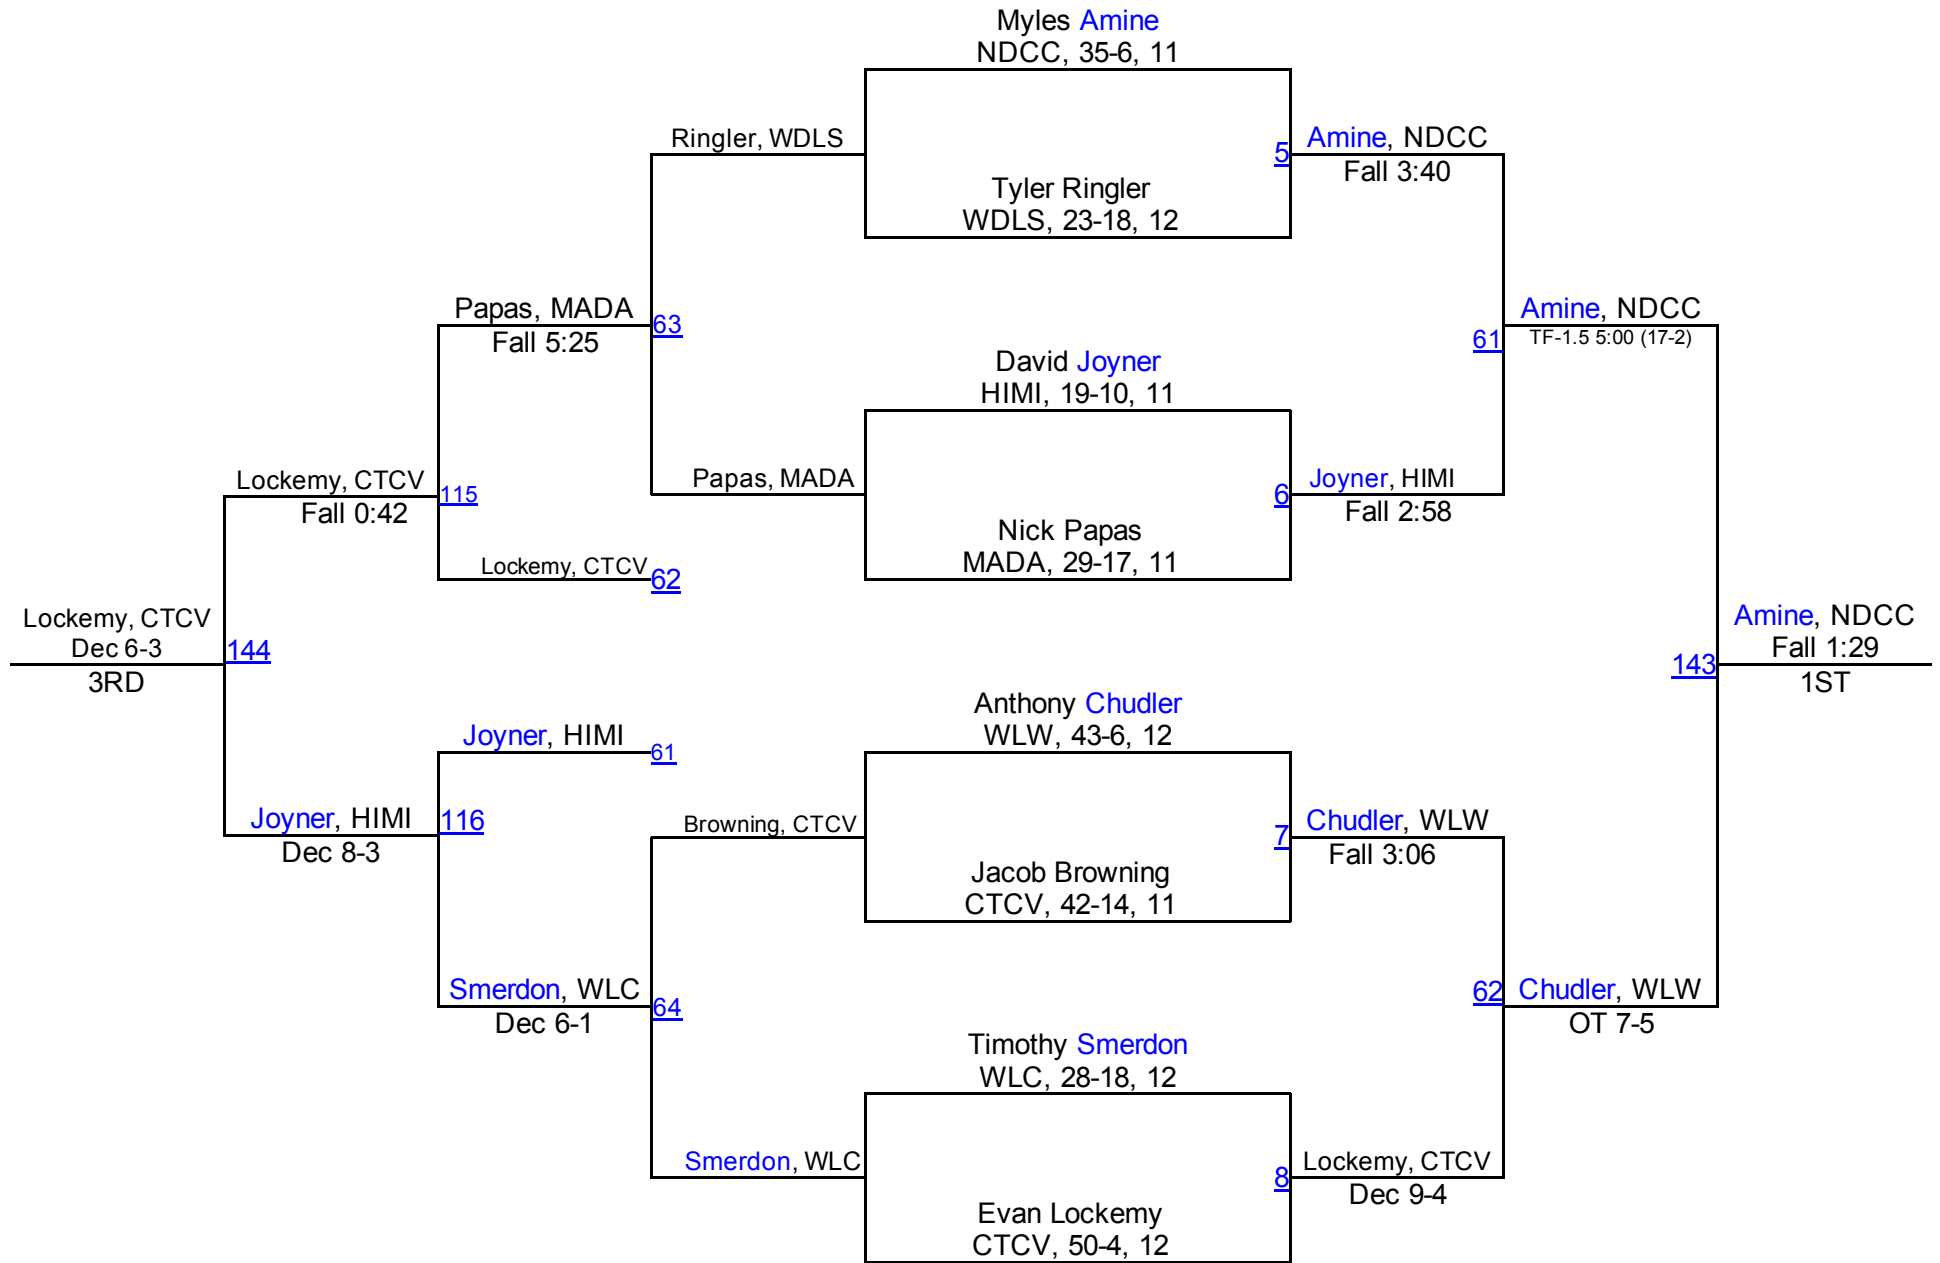 Myles Amine
NDCC, 35-6, 11
Ringler, WDLS
5
Amine, NDCC
Fall 3:40
Tyler Ringler
WDLS, 23-18, 12
Papas, MADA
Fall 5:25
63
Amine, NDCC
TF-1.5 5:00 (17-2)
61
David Joyner
HIMI, 19-10, 11
Lockemy, CTCV
Fall 0:42
115
Papas, MADA
6
Joyner, HIMI
Fall 2:58
Nick Papas
MADA, 29-17, 11
Lockemy, CTCV
62
Lockemy, CTCV
Dec 6-3
3RD
144
Amine, NDCC
Fall 1:29
1ST
143
Anthony Chudler
WLW, 43-6, 12
Joyner, HIMI
61
Joyner, HIMI
Dec 8-3
116
Browning, CTCV
7
Chudler, WLW
Fall 3:06
Jacob Browning
CTCV, 42-14, 11
Smerdon, WLC
Dec 6-1
64
62
Chudler, WLW
OT 7-5
Timothy Smerdon
WLC, 28-18, 12
Smerdon, WLC
8
Lockemy, CTCV
Dec 9-4
Evan Lockemy
CTCV, 50-4, 12